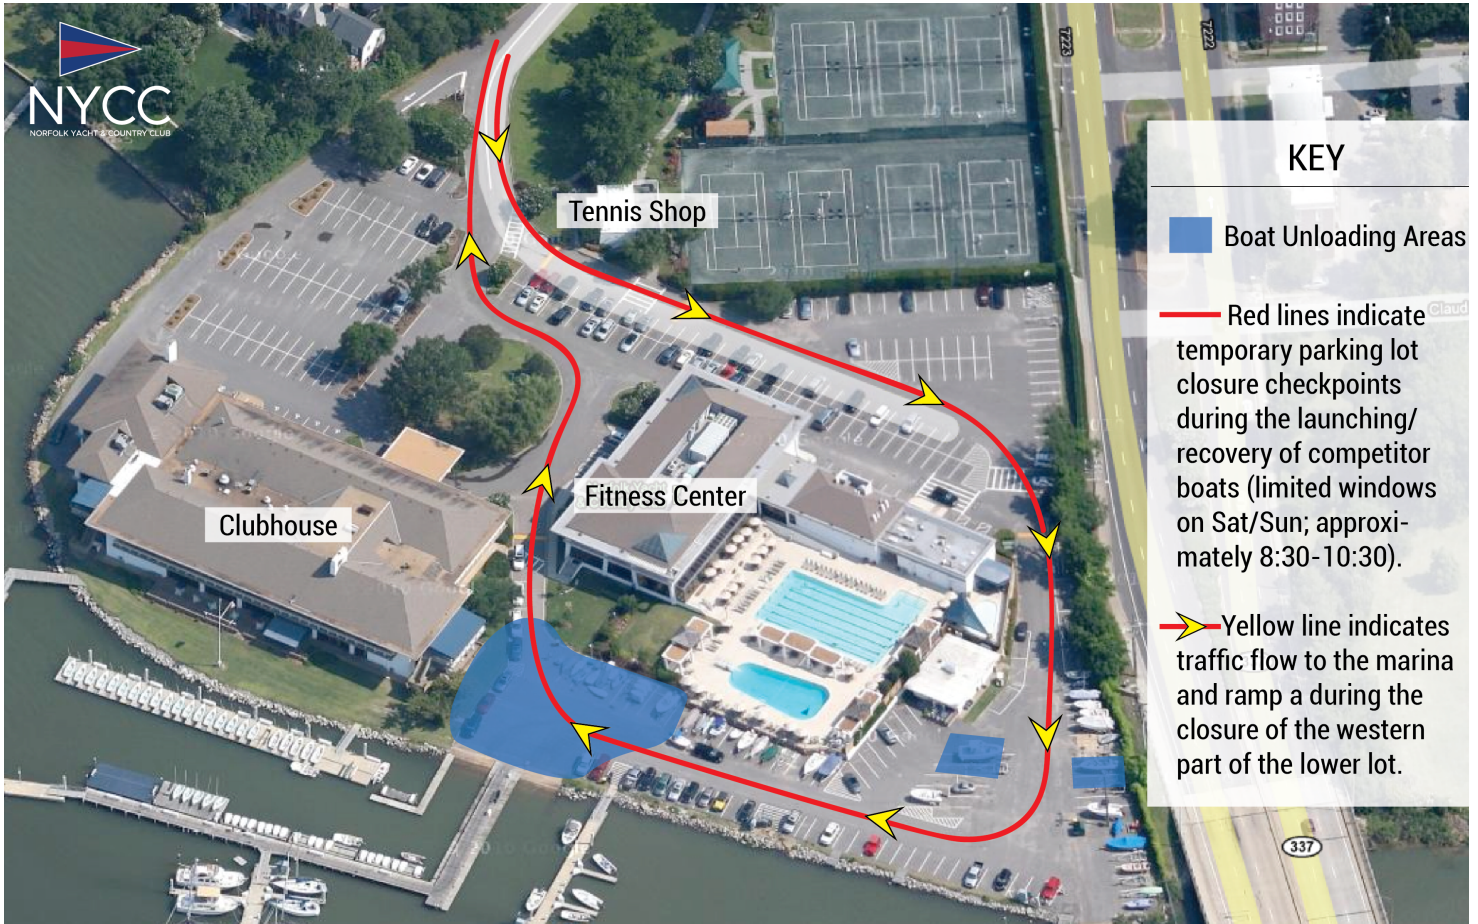 NYCC
NORFOLK YACHT & COUNTRY CLUB
7223
7222
KEY
Tennis Shop
Boat Unloading Areas
Claud
Red lines indicate
temporary parking lot
closure checkpoints
during the launching/
recovery of competitor
boats (limited windows
on Sat/Sun; approxi-
mately 8:30-10:30).
Fitness Center
Clubhouse
Yellow line indicates
traffic flow to the marina
and ramp a during the
closure of the western
part of the lower lot.
337